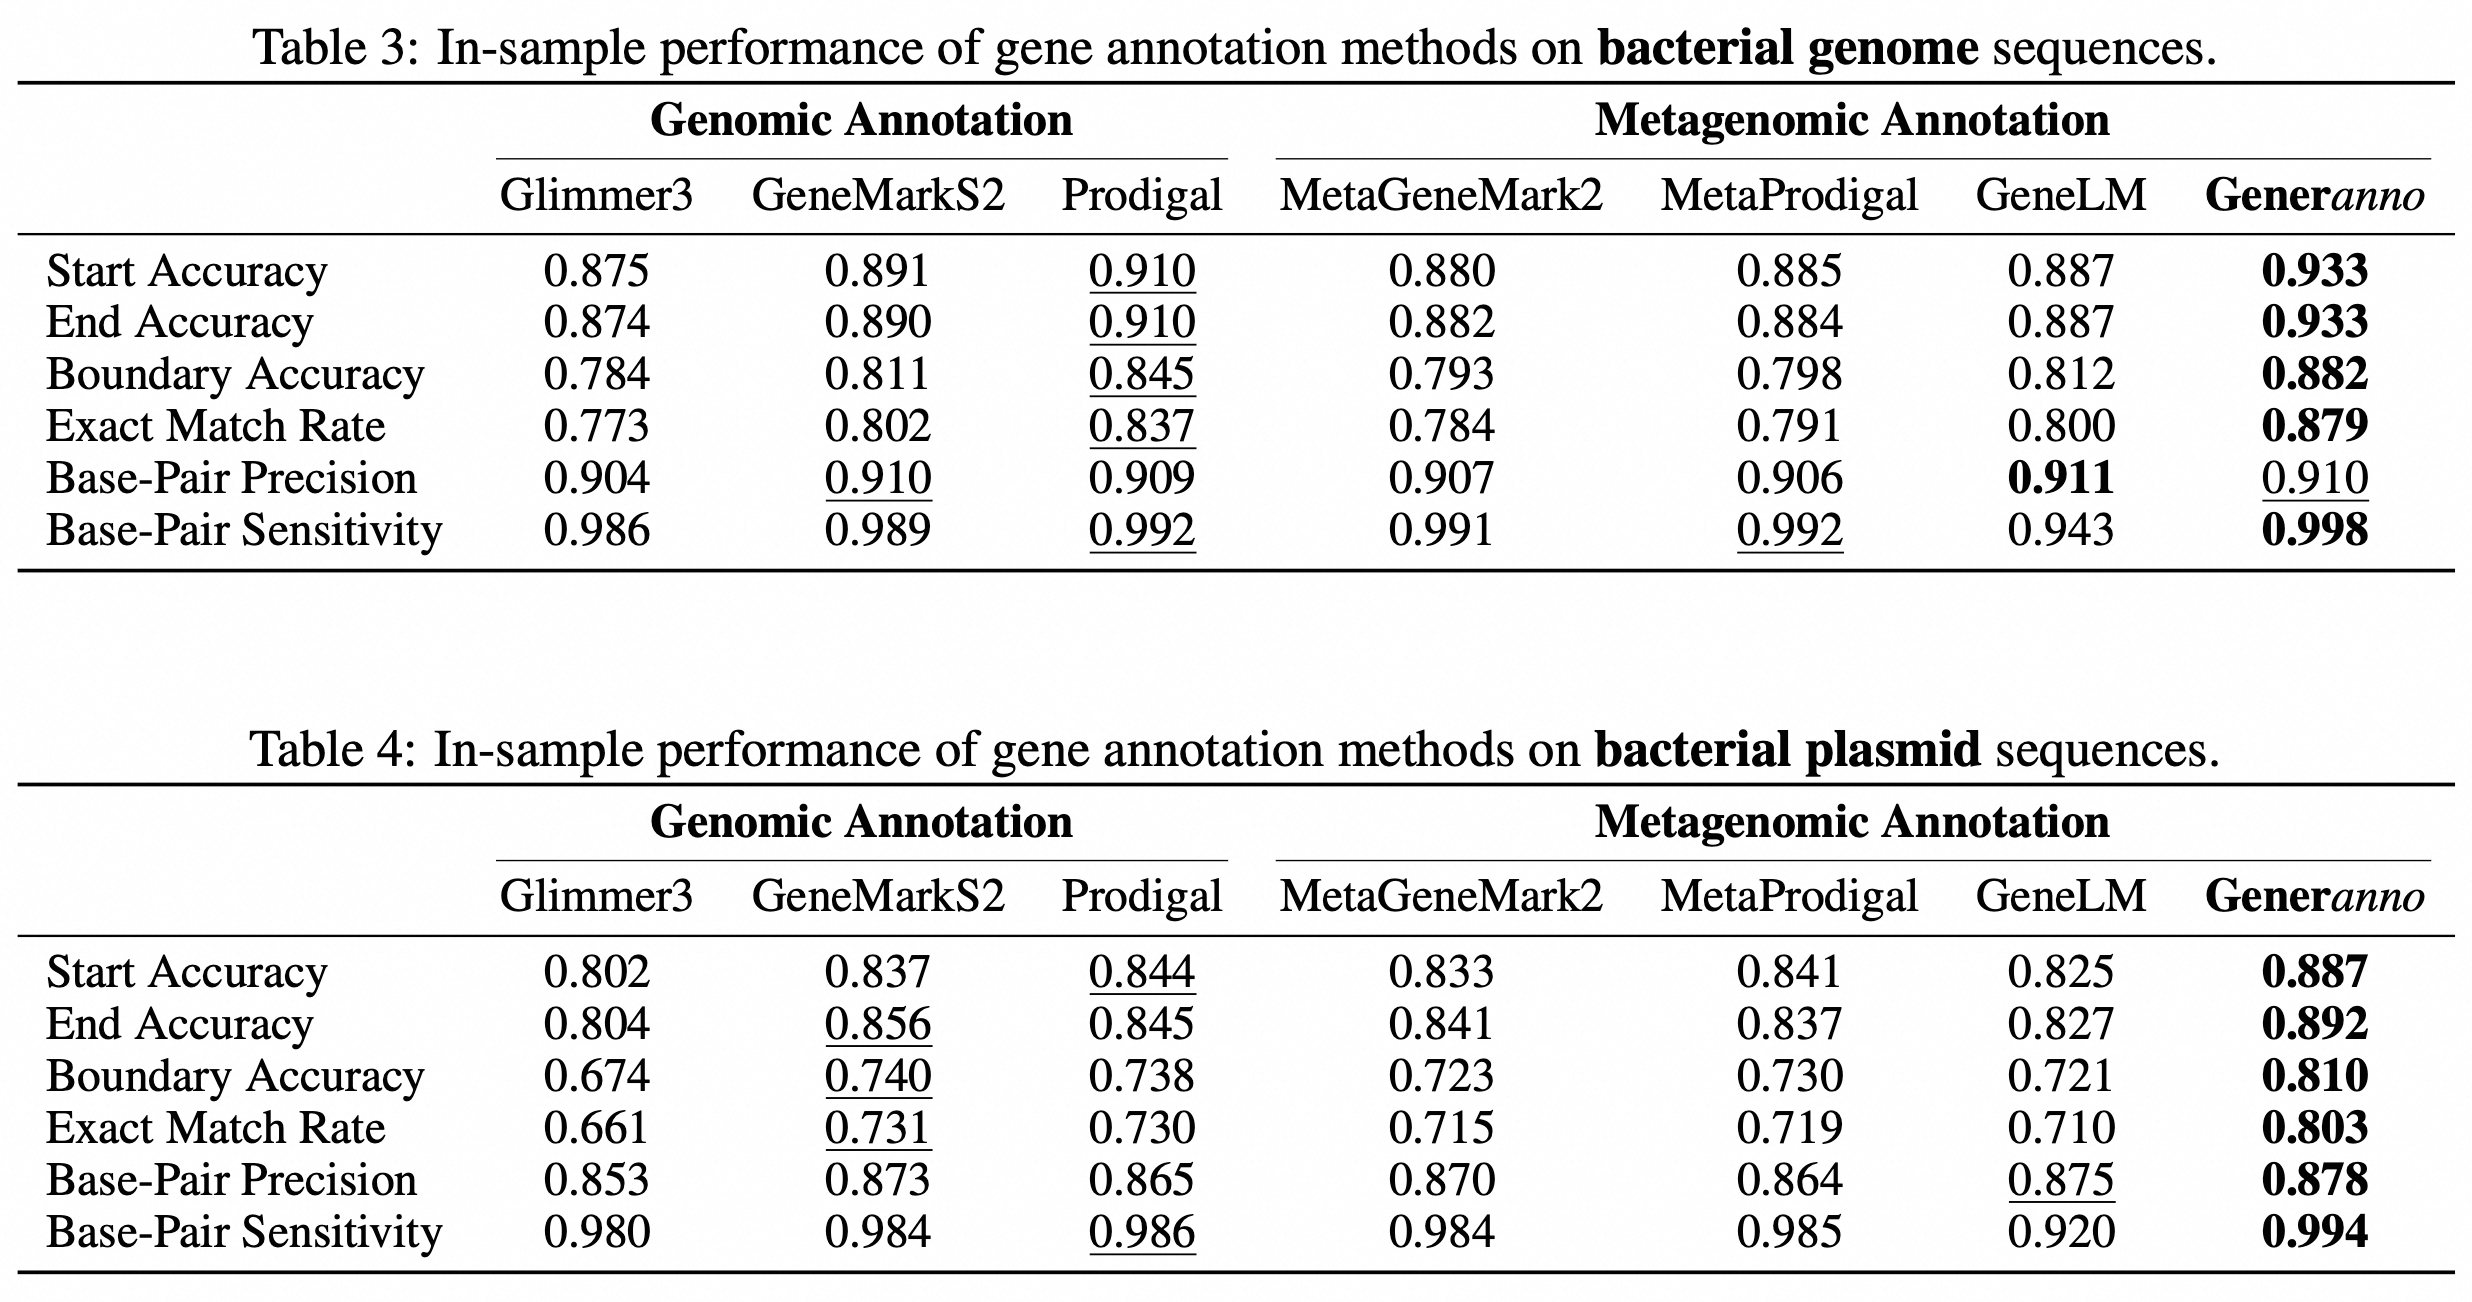 Table 3: In-sample performance of gene annotation methods on bacterial genome sequences.
Genomic Annotation Metagenomic Annotation
Glimmer3 GeneMarkS2 Prodigal MetaGeneMark2 MetaProdigal GeneLM Generanno
Start Accuracy 0.875 0.891 0.910 0.880 0.885 0.887 0.933
End Accuracy 0.874 0.890 0.910 0.882 0.884 0.887 0.933
Boundary Accuracy 0.784 0.811 0.845 0.793 0.798 0.812 0.882
Exact Match Rate 0.773 0.802 0.837 0.784 0.791 0.800 0.879
Base-Pair Precision 0.904 0.910 0.909 0.907 0.906 0.911 0.910
Base-Pair Sensitivity 0.986 0.989 0.992 0.991 0.992 0.943 0.998
Table 4: In-sample performance of gene annotation methods on bacterial plasmid sequences.
Genomic Annotation Metagenomic Annotation
Glimmer3 GeneMarkS2 Prodigal MetaGeneMark2 MetaProdigal GeneLM Generanno
Start Accuracy 0.802 0.837 0.844 0.833 0.841 0.825 0.887
End Accuracy 0.804 0.856 0.845 0.841 0.837 0.827 0.892
Boundary Accuracy 0.674 0.740 0.738 0.723 0.730 0.721 0.810
Exact Match Rate 0.661 0.731 0.730 0.715 0.719 0.710 0.803
Base-Pair Precision 0.853 0.873 0.865 0.870 0.864 0.875 0.878
Base-Pair Sensitivity 0.980 0.984 0.986 0.984 0.985 0.920 0.994